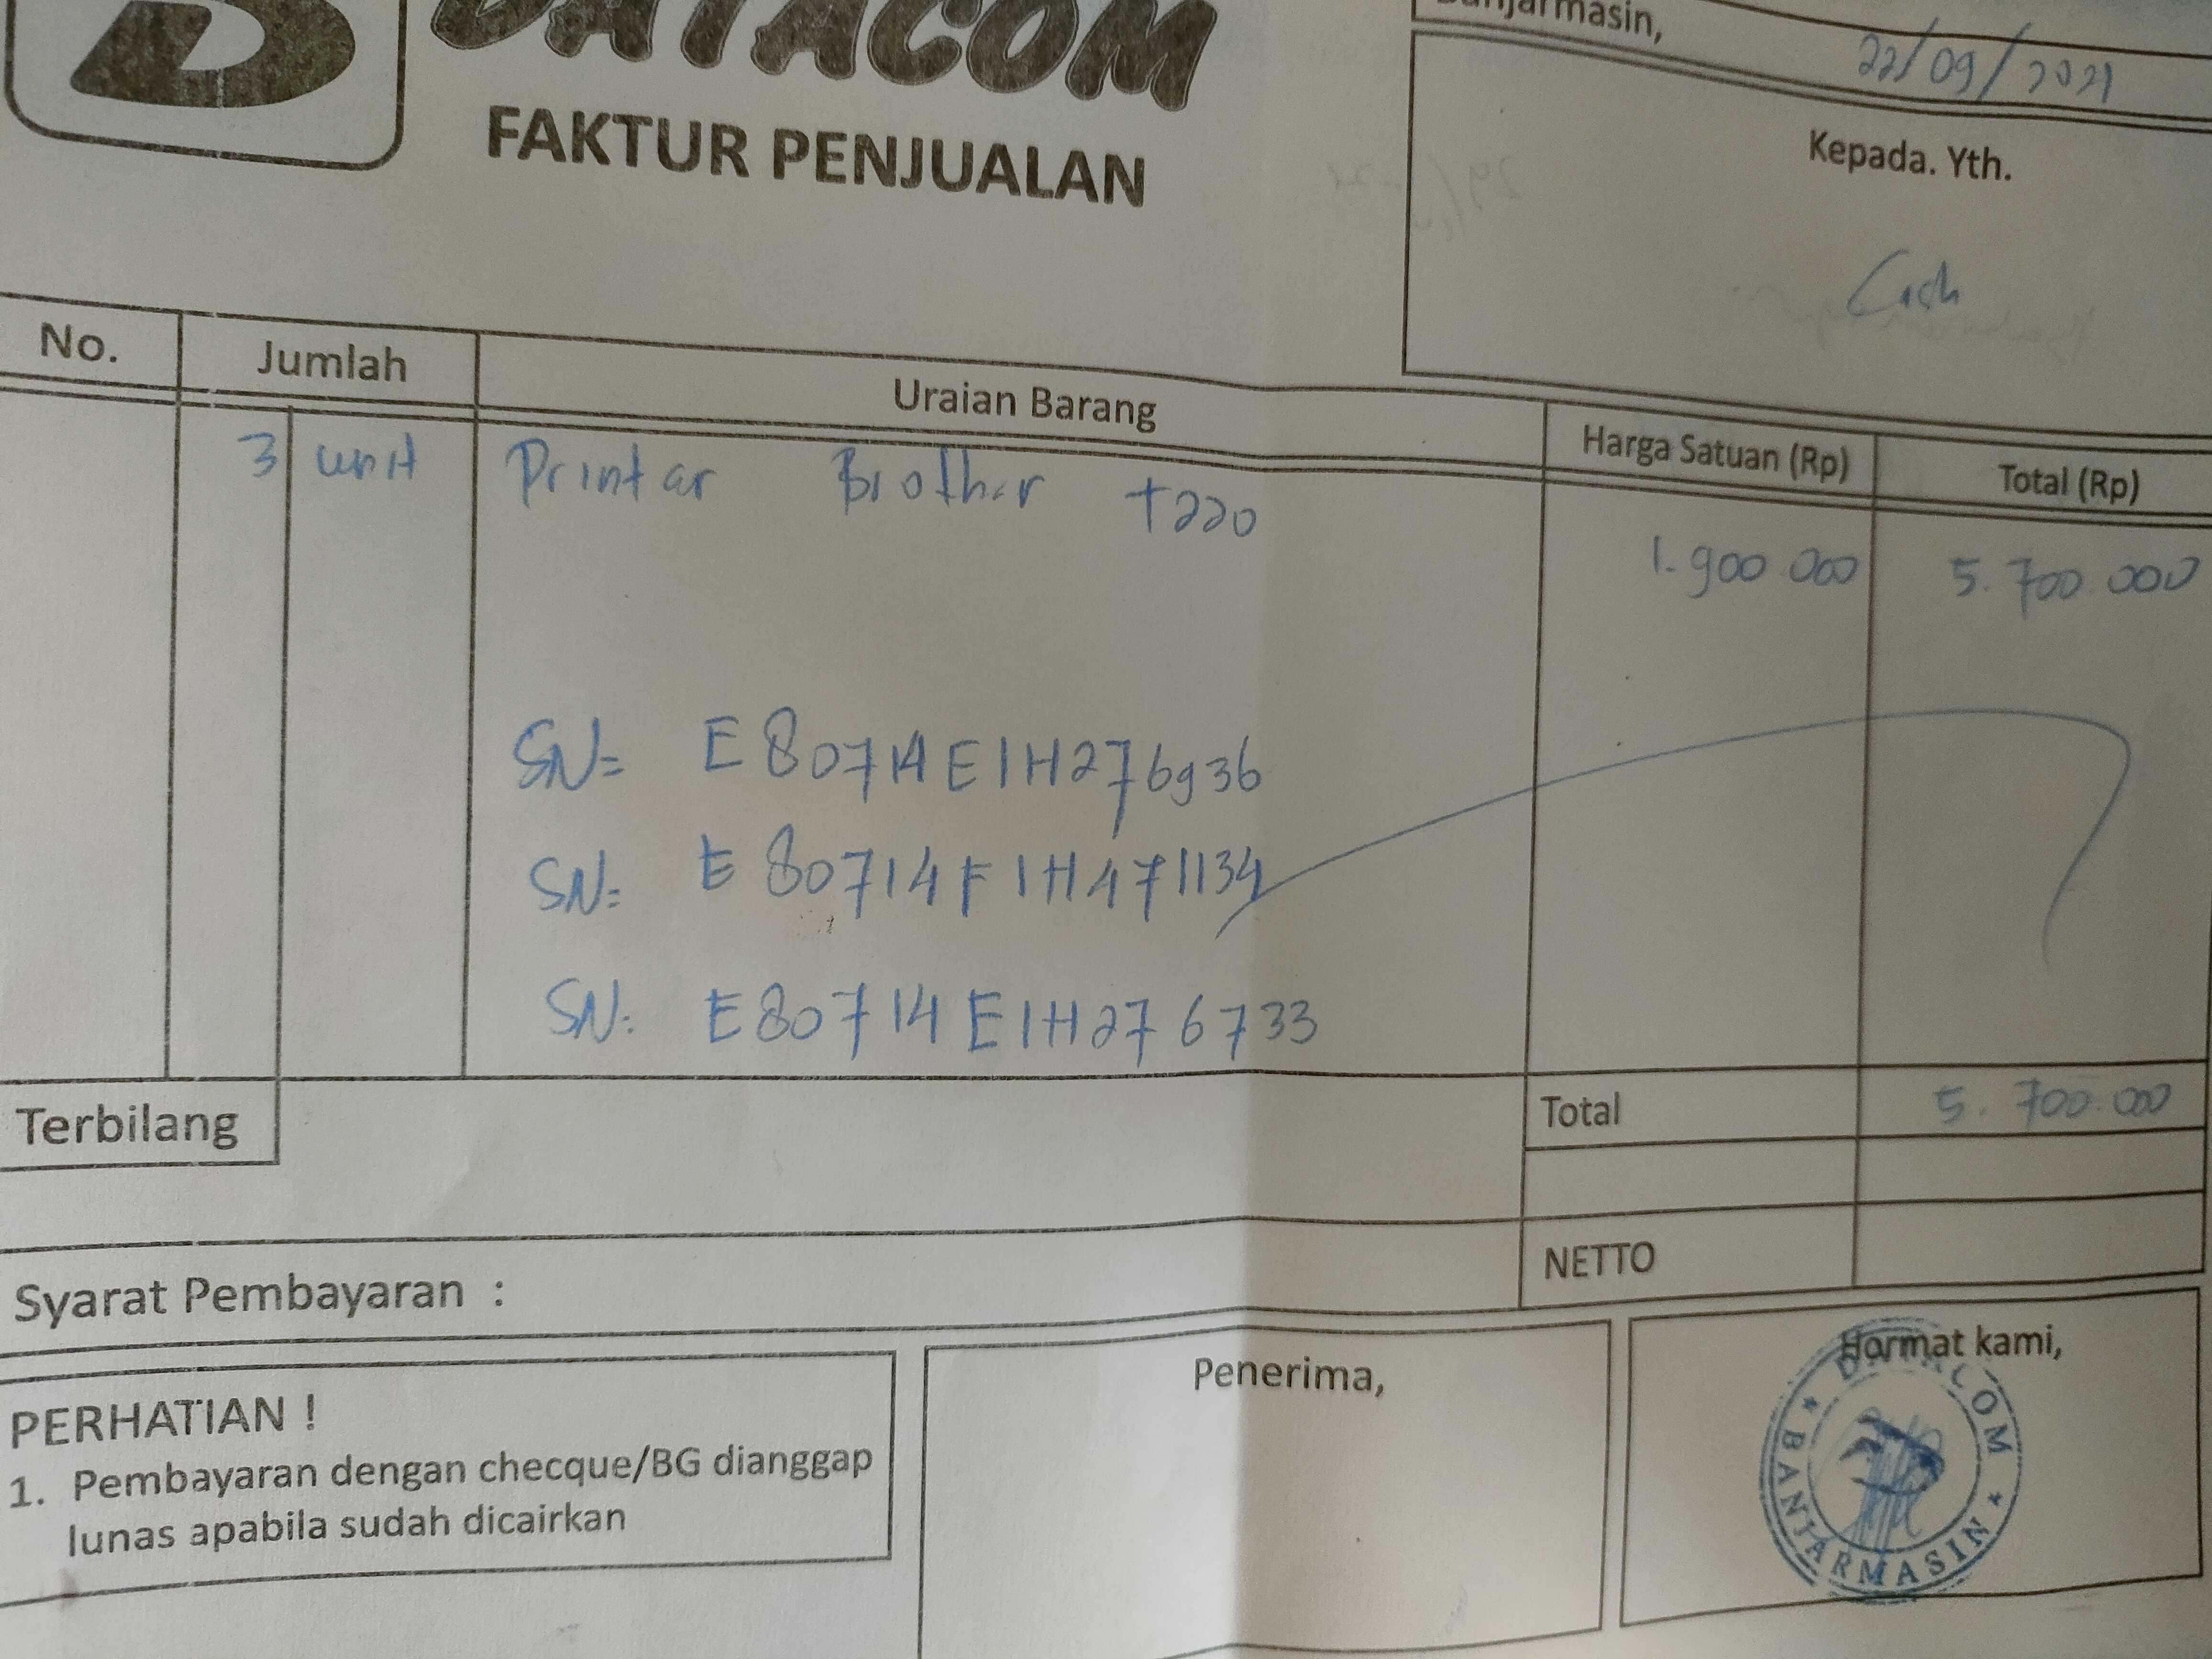 DATACOM
FAKTUR PENJUALAN
Banjarmasin, 22/09/2021
Kepada. Yth.
Cash
No. Jumlah Uraian Barang Harga Satuan (Rp) Total (Rp)
3 unit Printer Brother T220 1.900 000 5.700.000
SN= E80714E1H276936
SN= E80714F1H471134
SN: E80714E1H276733
Terbilang Total 5.700.000
NETTO
Syarat Pembayaran :
PERHATIAN !
1. Pembayaran dengan checque/BG dianggap
lunas apabila sudah dicairkan
Penerima,
Hormat kami,
DATACOM
BANJARMASIN